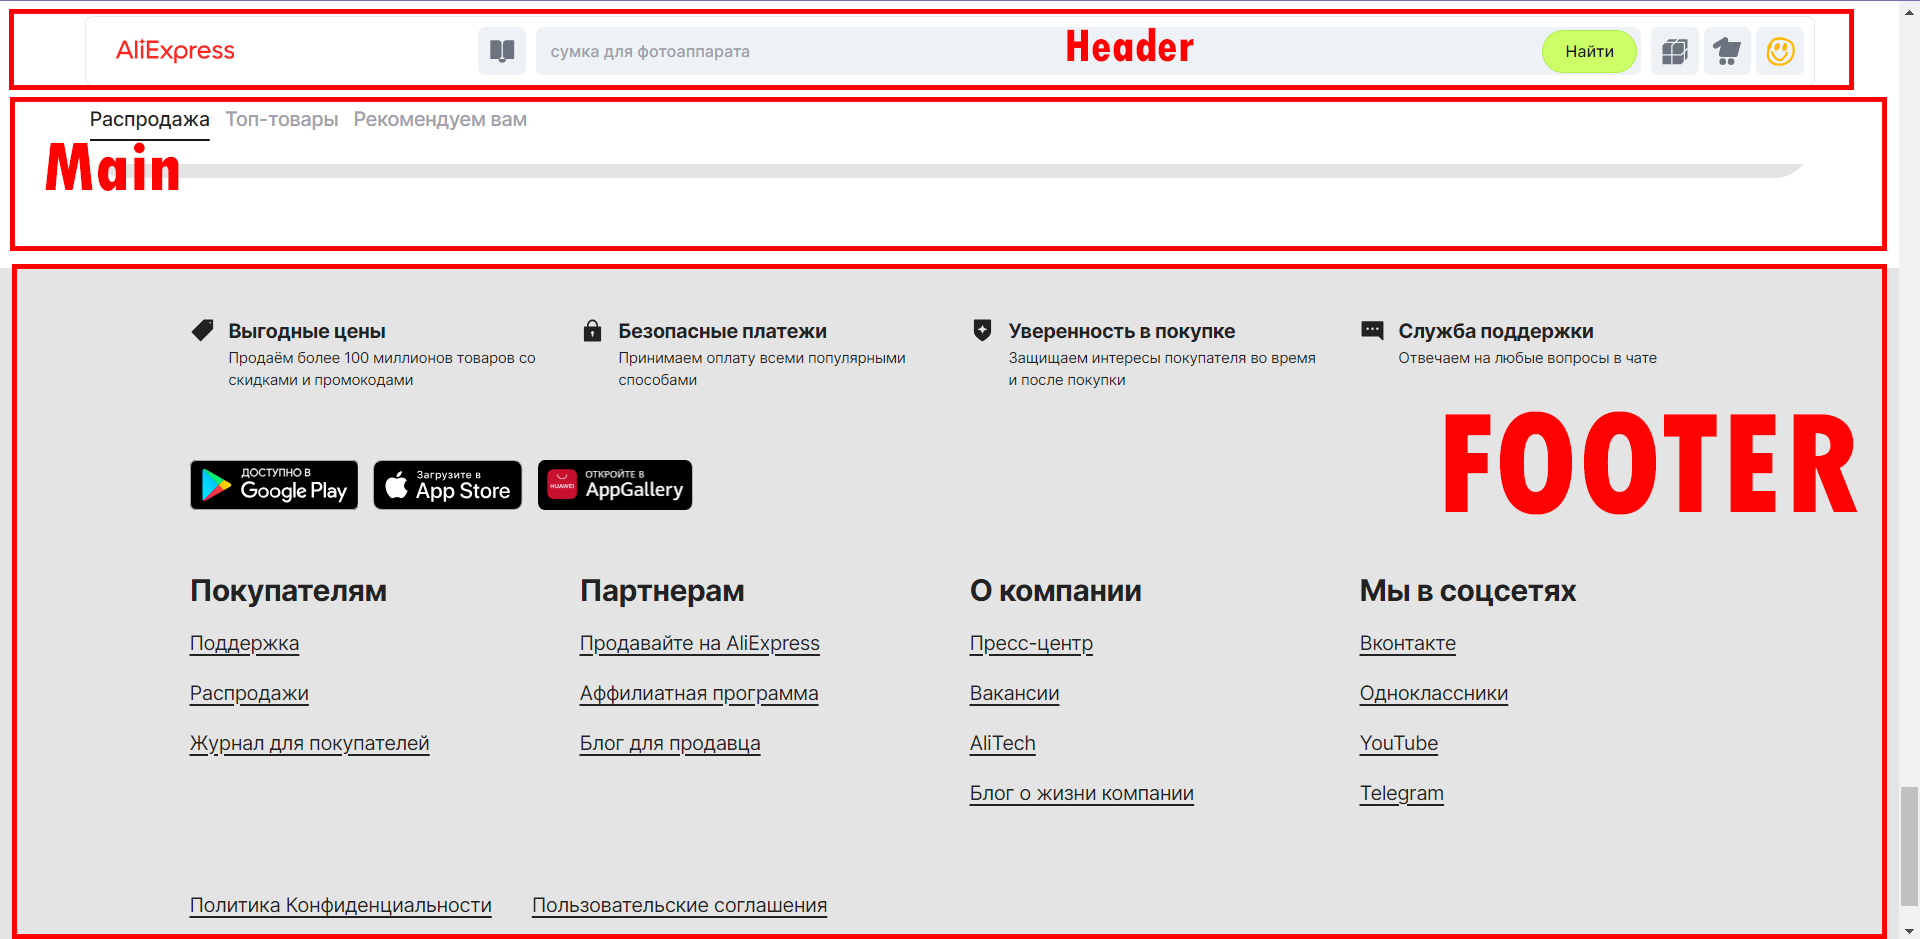 AliExpress
сумка для фотоаппарата
Header
Найти
Распродажа Топ-товары Рекомендуем вам
Main
Выгодные цены
Продаём более 100 миллионов товаров со
скидками и промокодами
Безопасные платежи
Принимаем оплату всеми популярными
способами
Уверенность в покупке
Защищаем интересы покупателя во время
и после покупки
Служба поддержки
Отвечаем на любые вопросы в чате
FOOTER
ДОСТУПНО В
Google Play
Загрузите в
App Store
HUAWEI
ОТКРОЙТЕ В
AppGallery
Покупателям
Поддержка
Распродажи
Журнал для покупателей
Партнерам
Продавайте на AliExpress
Аффилиатная программа
Блог для продавца
О компании
Пресс-центр
Вакансии
AliTech
Блог о жизни компании
Мы в соцсетях
Вконтакте
Одноклассники
YouTube
Telegram
Политика Конфиденциальности Пользовательские соглашения